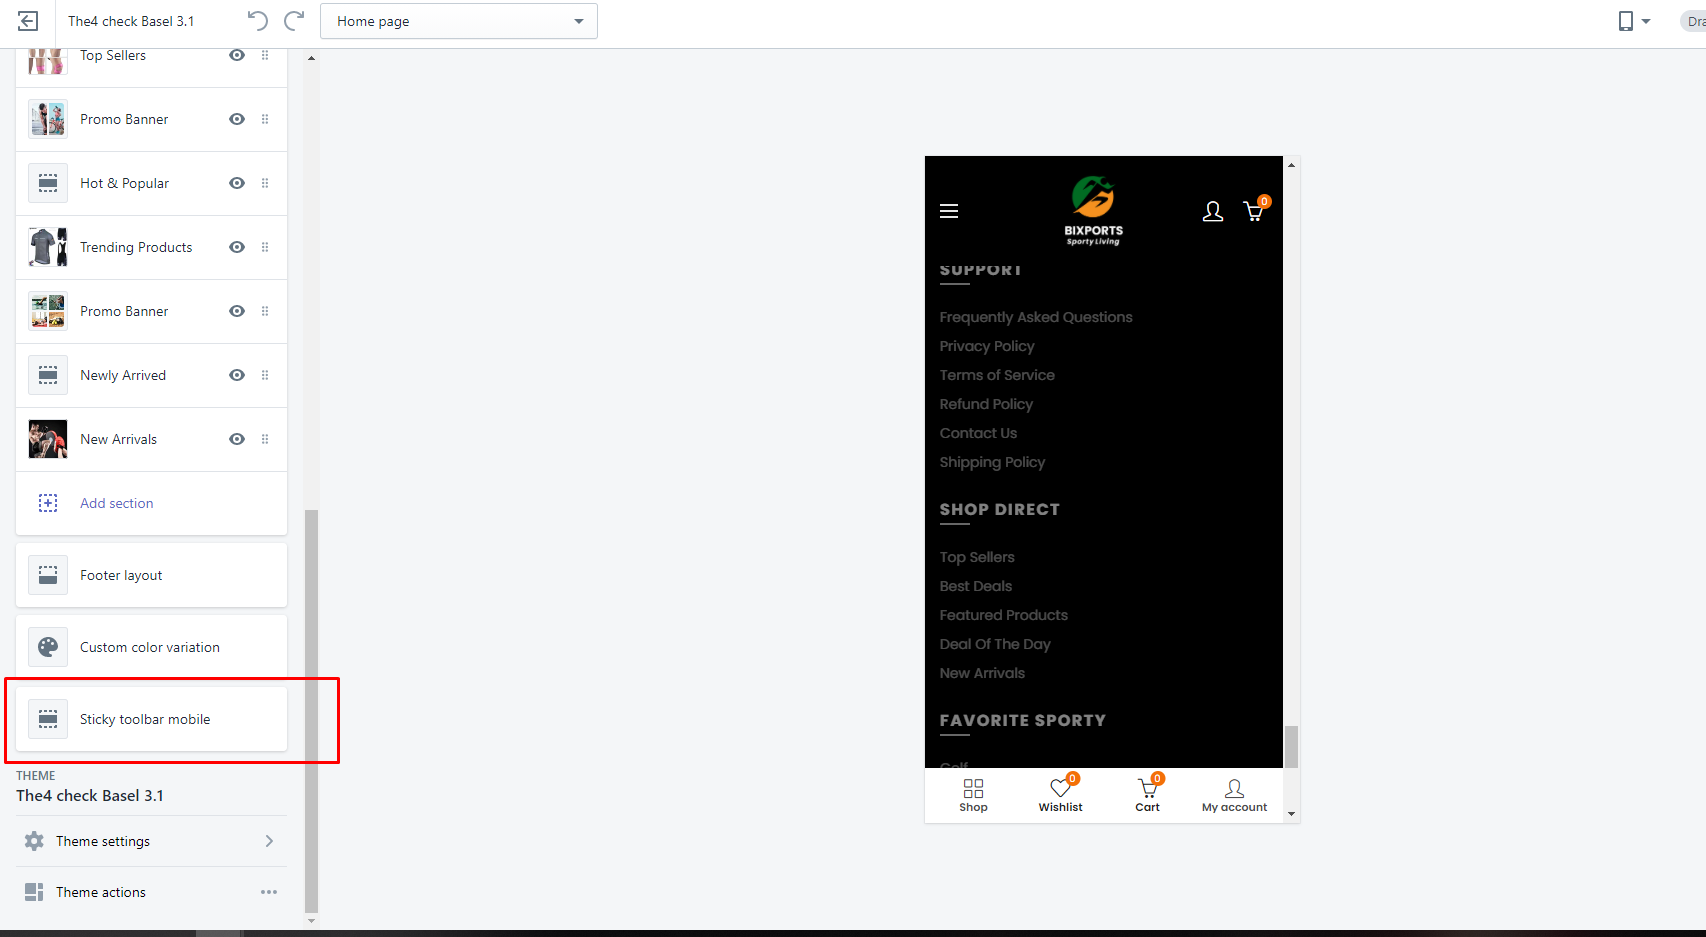 The4 check Basel 3.1
Home page
Dra
Top Sellers
Promo Banner
Hot & Popular
Trending Products
Promo Banner
Newly Arrived
New Arrivals
Add section
Footer layout
Custom color variation
Sticky toolbar mobile
THEME
The4 check Basel 3.1
Theme settings
Theme actions
BIXPORTS
Sporty Living
0
SUPPORT
Frequently Asked Questions
Privacy Policy
Terms of Service
Refund Policy
Contact Us
Shipping Policy
SHOP DIRECT
Top Sellers
Best Deals
Featured Products
Deal Of The Day
New Arrivals
FAVORITE SPORTY
Golf
0
0
Shop
Wishlist
Cart
My account